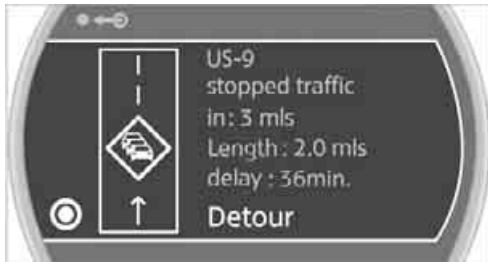 US-9
stopped traffic
in: 3 mls
Length: 2.0 mls
delay : 36min.
Detour